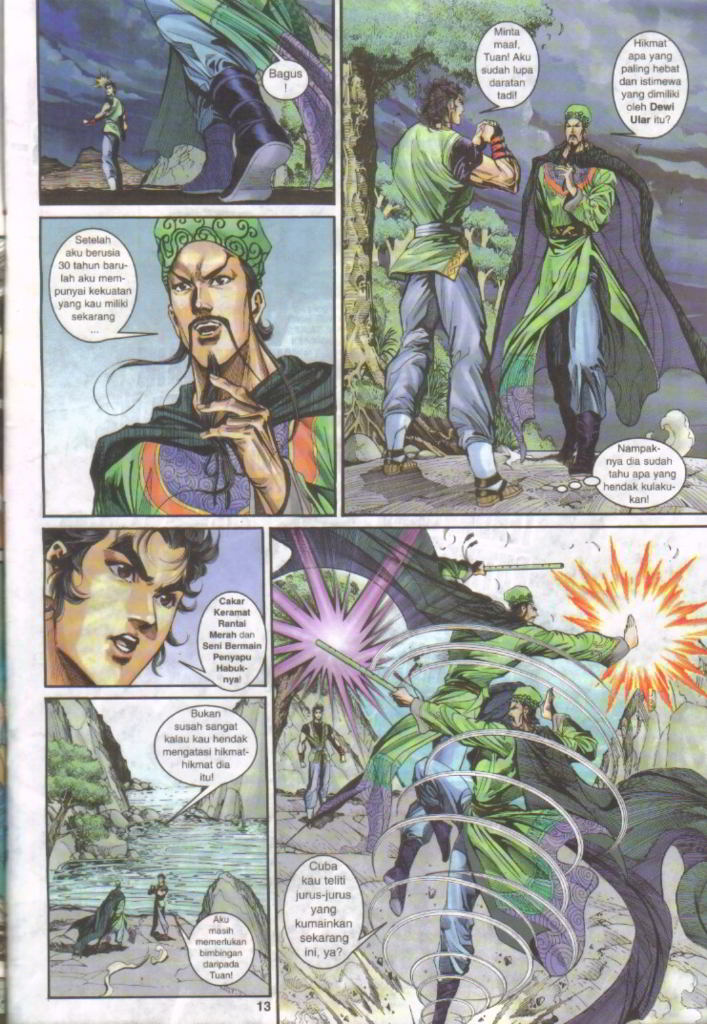 Bagus
!
Setelah
aku berusia
30 tahun baru-
lah aku mem-
punyai kekuatan
yang kau miliki
sekarang
...
Minta
maaf,
Tuan! Aku
sudah lupa
daratan
tadi!
Hikmat
apa yang
paling hebat
dan istimewa
yang dimiliki
oleh Dewi
Ular itu?
Nampak-
nya dia sudah
tahu apa yang
hendak kulaku-
kan!
Cakar
Keramat
Rantai
Merah dan
Seni Bermain
Penyapu
Habuk-
nya!
Bukan
susah sangat
kalau kau hendak
mengatasi hikmat-
hikmat dia
itu!
Aku
masih
memerlukan
bimbingan
daripada
Tuan!
Cuba
kau teliti
jurus-jurus
yang
kumainkan
sekarang
ini, ya?
13